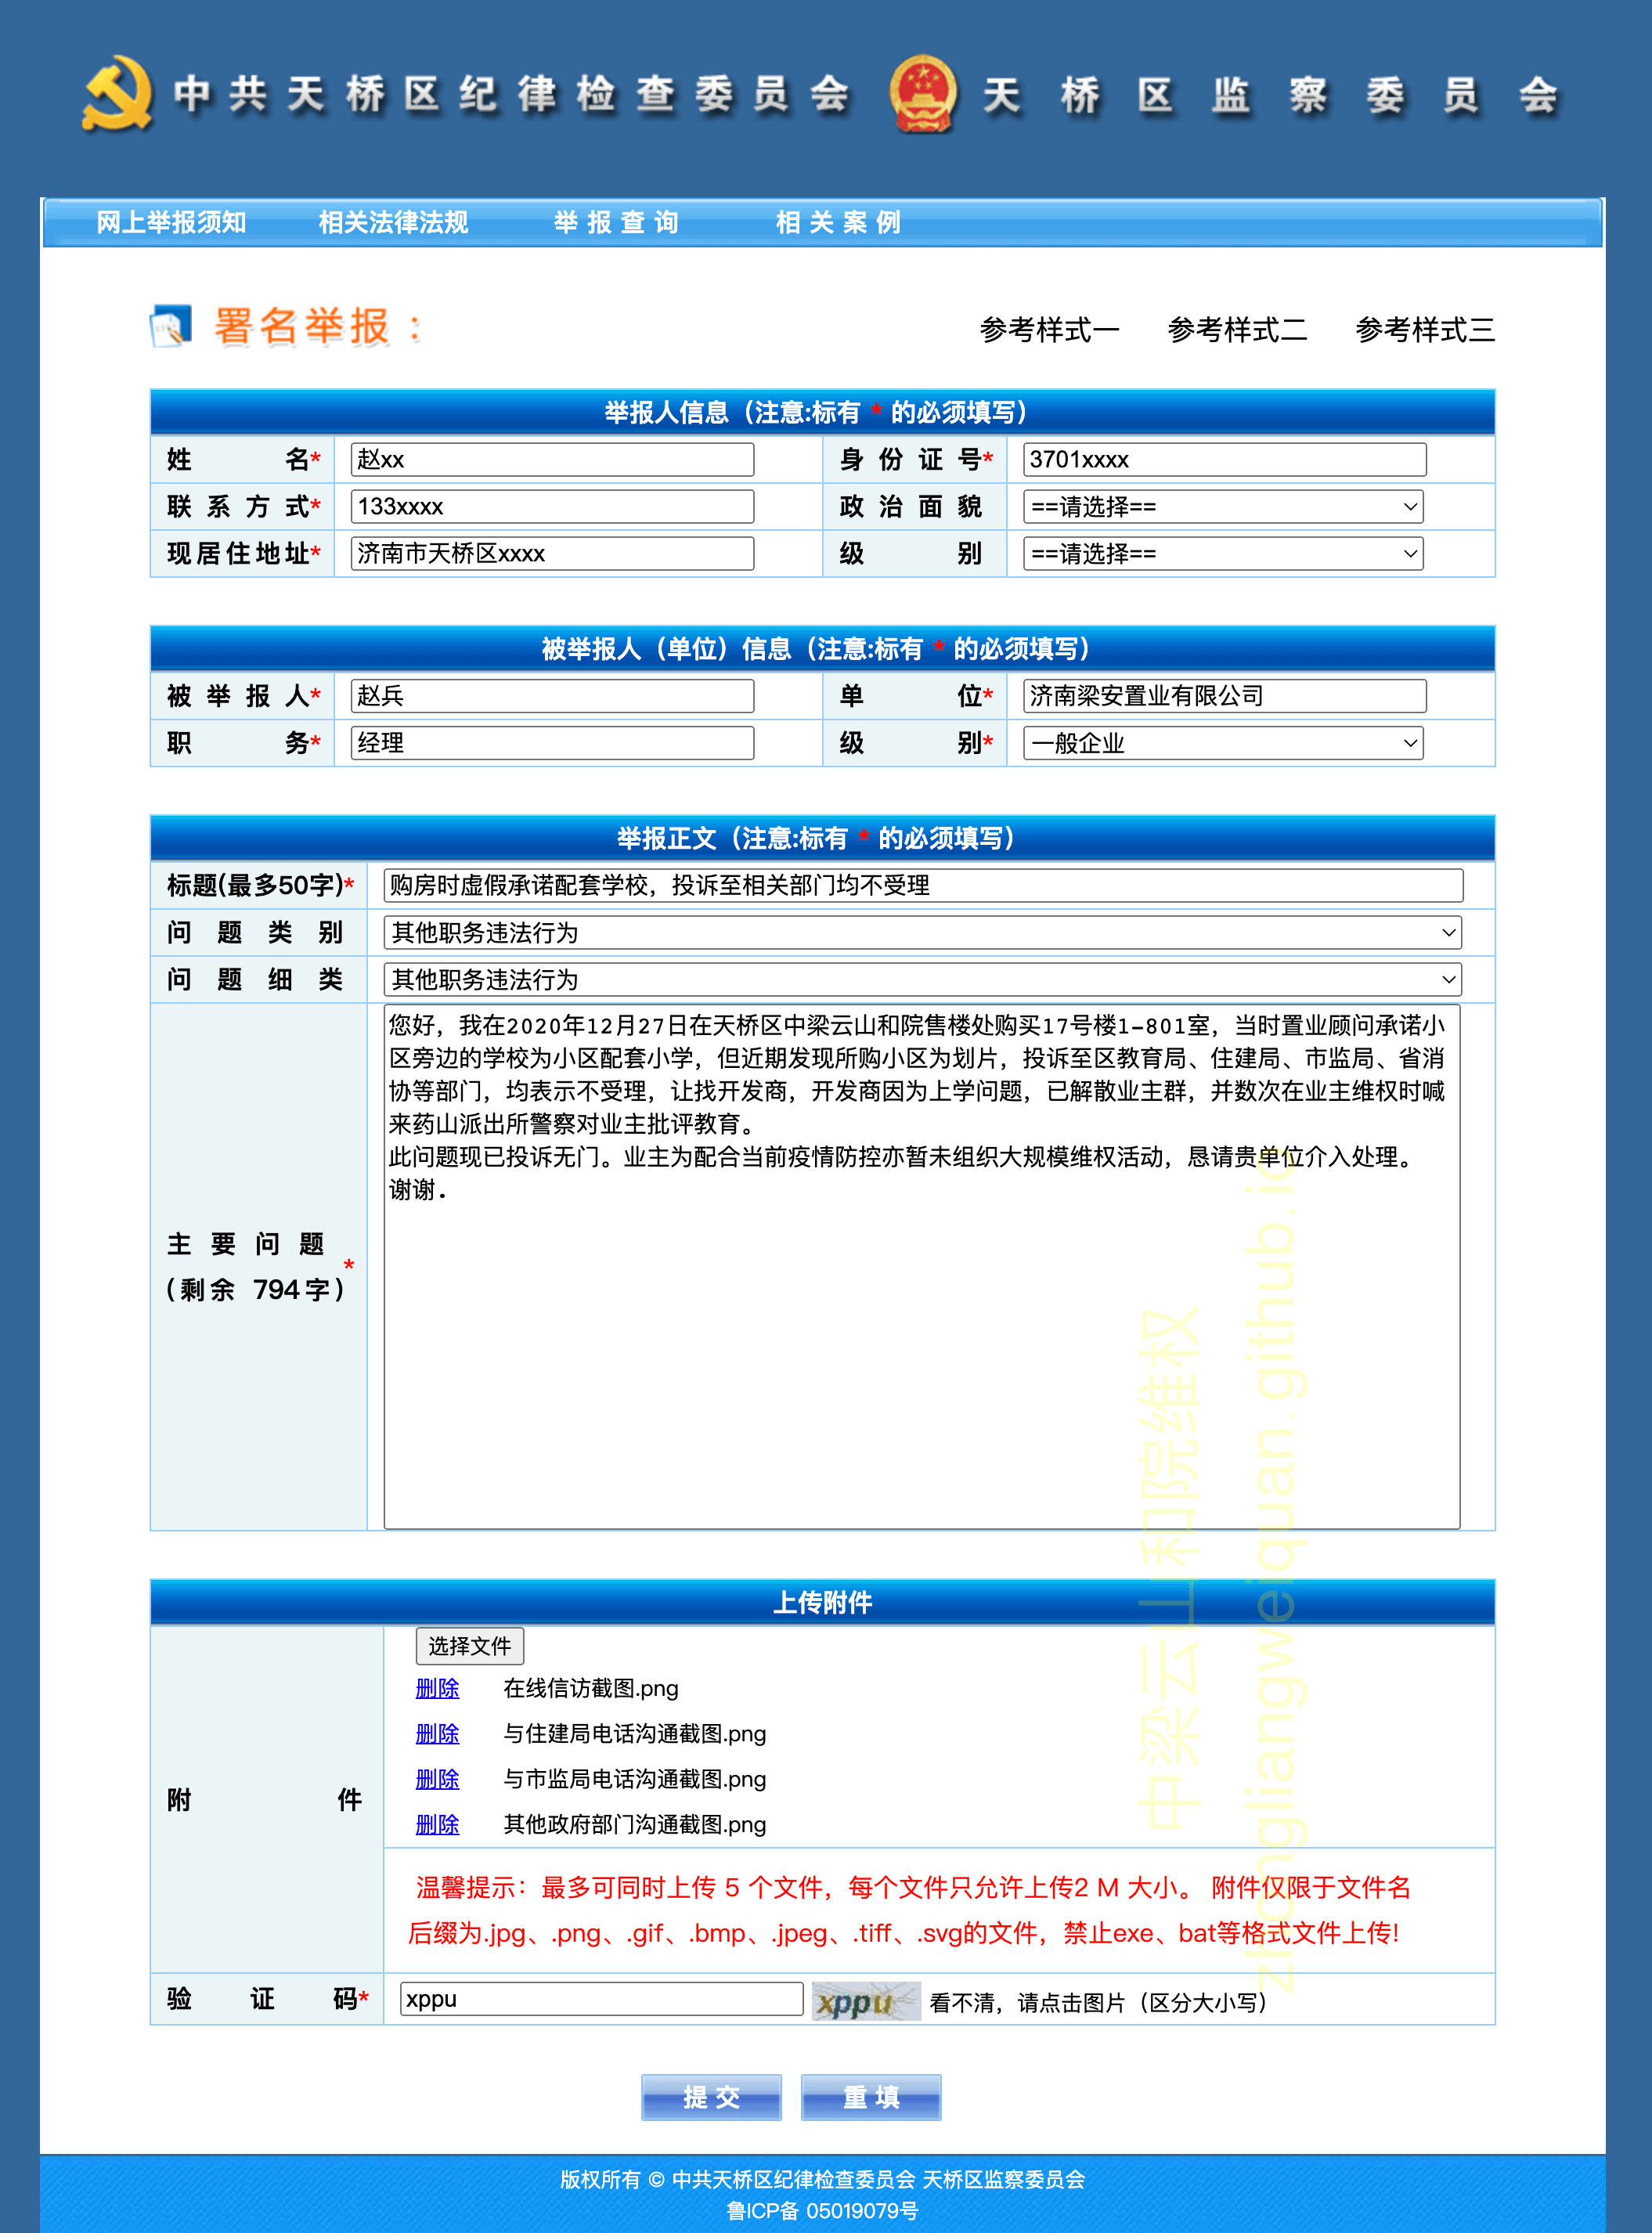 中共天桥区纪律检查委员会 天桥区监察委员会
网上举报须知 相关法律法规 举报查询 相关案例
署名举报：
参考样式一 参考样式二 参考样式三
举报人信息（注意:标有 * 的必须填写）
姓名* 赵xx 身份证号* 3701xxxx
联系方式* 133xxxx 政治面貌 ==请选择==
现居住地址* 济南市天桥区xxxx 级别 ==请选择==
被举报人（单位）信息（注意:标有 * 的必须填写）
被举报人* 赵兵 单位* 济南梁安置业有限公司
职务* 经理 级别* 一般企业
举报正文（注意:标有 * 的必须填写）
标题(最多50字)* 购房时虚假承诺配套学校，投诉至相关部门均不受理
问题类别 其他职务违法行为
问题细类 其他职务违法行为
您好，我在2020年12月27日在天桥区中梁云山和院售楼处购买17号楼1-801室，当时置业顾问承诺小
区旁边的学校为小区配套小学，但近期发现所购小区为划片，投诉至区教育局、住建局、市监局、省消
协等部门，均表示不受理，让找开发商，开发商因为上学问题，已解散业主群，并数次在业主维权时喊
来药山派出所警察对业主批评教育。
此问题现已投诉无门。业主为配合当前疫情防控亦暂未组织大规模维权活动，恳请贵单位介入处理。
谢谢.
主要问题
(剩余 794字) *
中梁云山和院维权
zhongliangweiquan.github.io
上传附件
附件
选择文件
删除 在线信访截图.png
删除 与住建局电话沟通截图.png
删除 与市监局电话沟通截图.png
删除 其他政府部门沟通截图.png
温馨提示：最多可同时上传 5 个文件，每个文件只允许上传2 M 大小。 附件仅限于文件名
后缀为.jpg、.png、.gif、.bmp、.jpeg、.tiff、.svg的文件，禁止exe、bat等格式文件上传!
验证码* xppu xppu 看不清，请点击图片（区分大小写）
提 交 重 填
版权所有 © 中共天桥区纪律检查委员会 天桥区监察委员会
鲁ICP备 05019079号